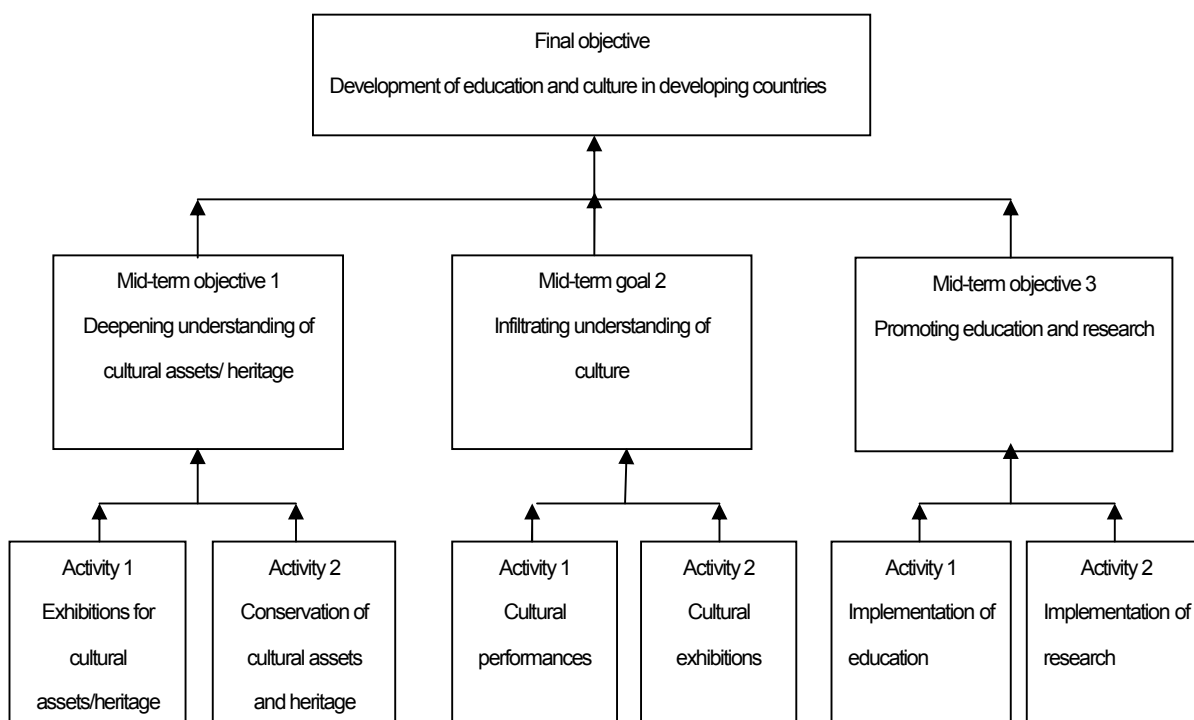 Final objective
Development of education and culture in developing countries
Mid-term objective 1
Deepening understanding of
cultural assets/ heritage
Mid-term goal 2
Infiltrating understanding of
culture
Mid-term objective 3
Promoting education and research
Activity 1
Exhibitions for
cultural
assets/heritage
Activity 2
Conservation of
cultural assets
and heritage
Activity 1
Cultural
performances
Activity 2
Cultural
exhibitions
Activity 1
Implementation of
education
Activity 2
Implementation of
research